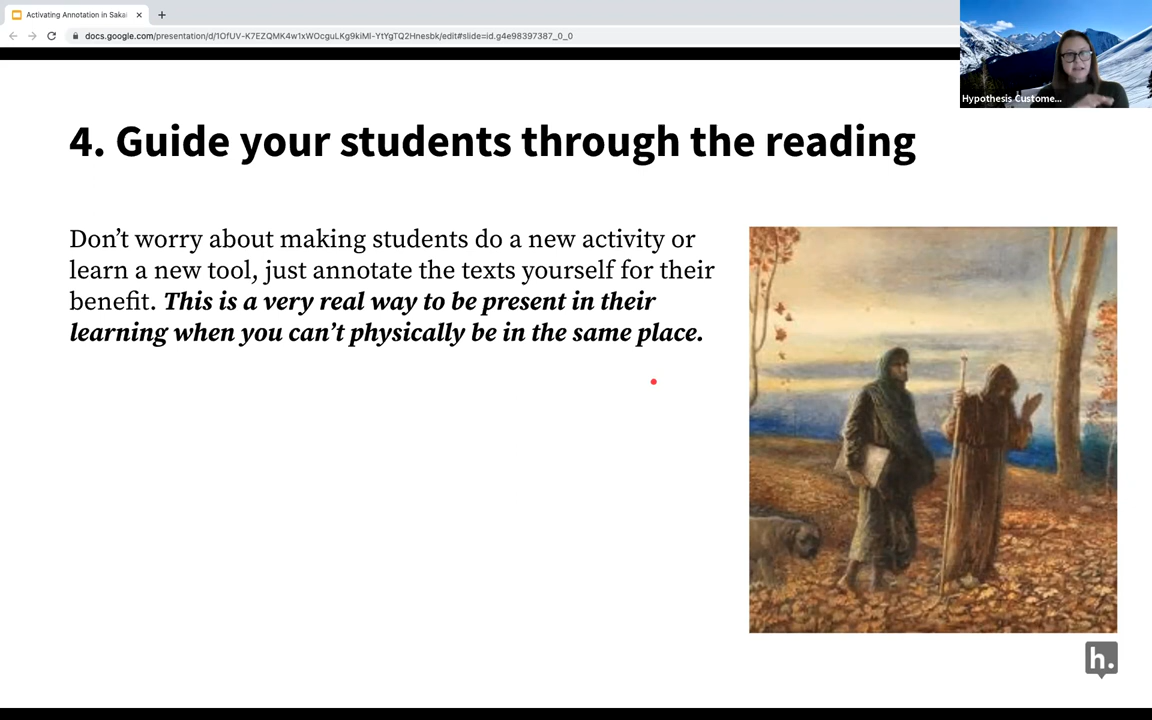 Activating Annotation in Sakai
docs.google.com/presentation/d/1OfUV-K7EZQMK4w1xWOcguLKg9kiMI-YtYgTQ2Hnesbk/edit#slide=id.g4e98397387_0_0
Hypothesis Custome...
4. Guide your students through the reading
Don’t worry about making students do a new activity or
learn a new tool, just annotate the texts yourself for their
benefit. This is a very real way to be present in their
learning when you can’t physically be in the same place.
h.